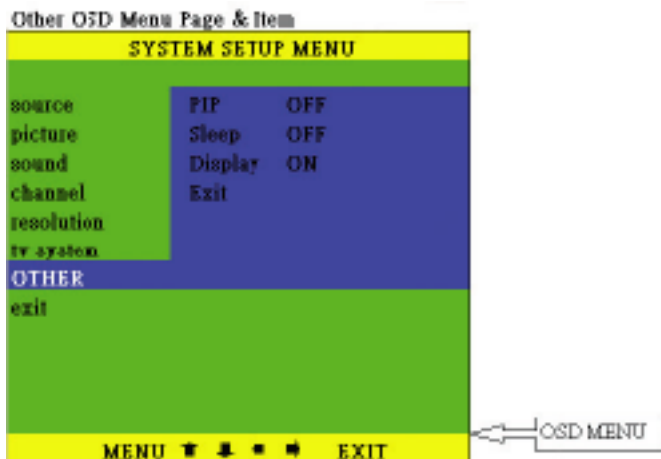 Other OSD Menu Page & Item
SYSTEM SETUP MENU
source PIP OFF
picture Sleep OFF
sound Display ON
channel Exit
resolution
tv system
OTHER
exit
OSD MENU
MENU EXIT